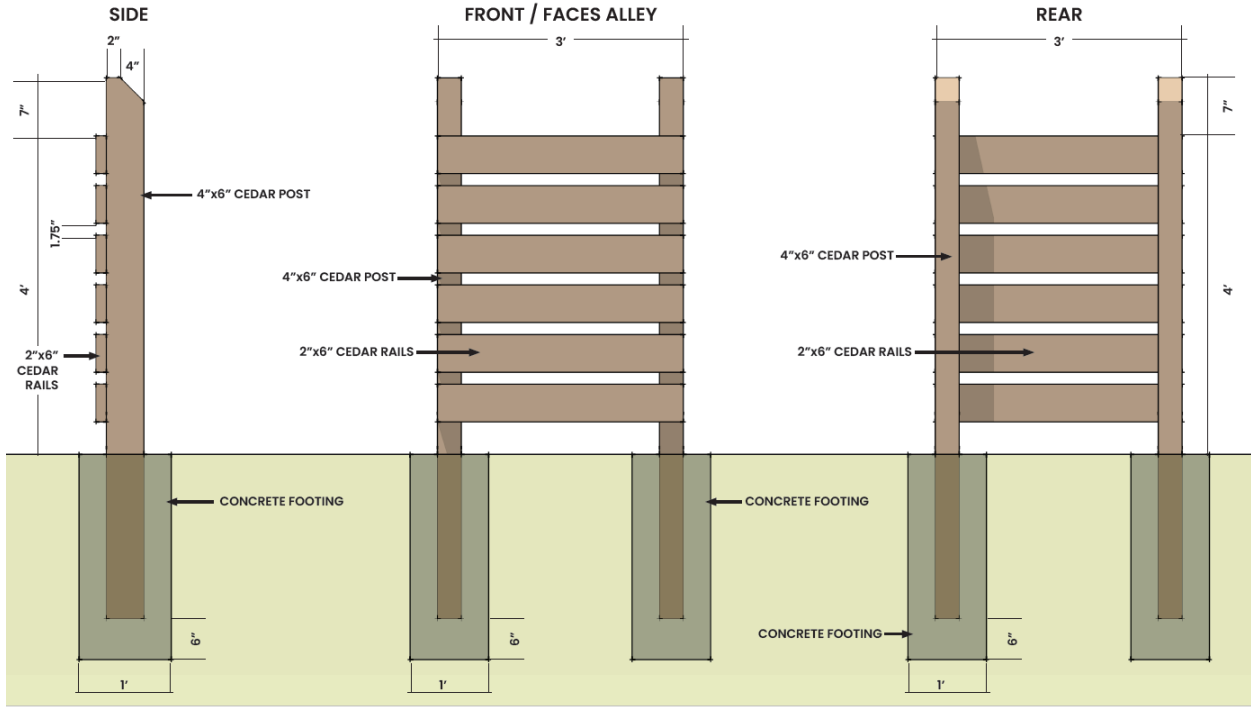 SIDE
FRONT / FACES ALLEY
REAR
2”
4”
3’
3’
7”
7”
4”x6” CEDAR POST
1.75”
4”x6” CEDAR POST
4”x6” CEDAR POST
4’
4’
2”x6”
CEDAR
RAILS
2”x6” CEDAR RAILS
2”x6” CEDAR RAILS
CONCRETE FOOTING
CONCRETE FOOTING
CONCRETE FOOTING
6”
6”
6”
1’
1’
1’